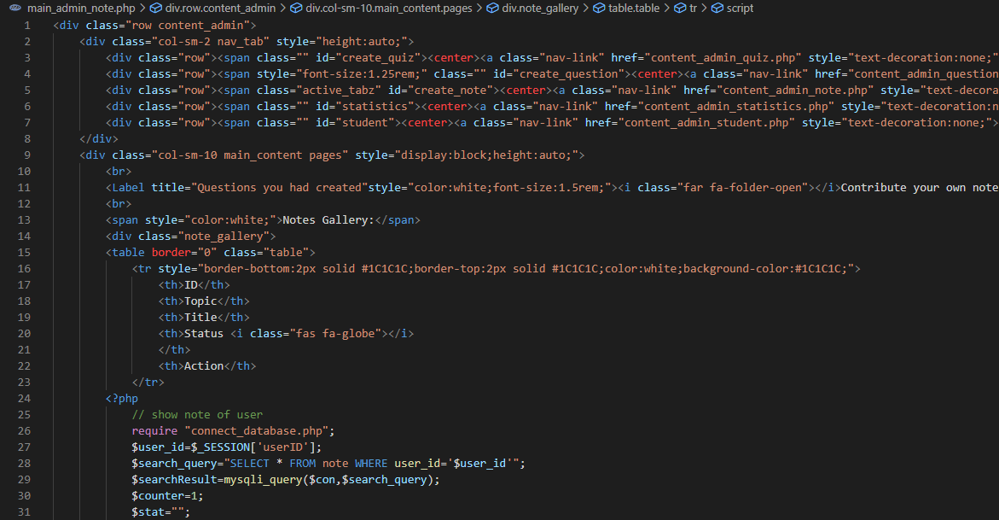 main_admin_note.php > div.row.content_admin > div.col-sm-10.main_content.pages > div.note_gallery > table.table > tr > script
1 <div class="row content_admin">
2 <div class="col-sm-2 nav_tab" style="height:auto;">
3 <div class="row"><span class="" id="create_quiz"><center><a class="nav-link" href="content_admin_quiz.php" style="text-decoration:none;"
4 <div class="row"><span style="font-size:1.25rem;" class="" id="create_question"><center><a class="nav-link" href="content_admin_question
5 <div class="row"><span class="active_tabz" id="create_note"><center><a class="nav-link" href="content_admin_note.php" style="text-decora
6 <div class="row"><span class="" id="statistics"><center><a class="nav-link" href="content_admin_statistics.php" style="text-decoration:n
7 <div class="row"><span class="" id="student"><center><a class="nav-link" href="content_admin_student.php" style="text-decoration:none;">
8 </div>
9 <div class="col-sm-10 main_content pages" style="display:block;height:auto;">
10 <br>
11 <Label title="Questions you had created"style="color:white;font-size:1.5rem;"><i class="far fa-folder-open"></i>Contribute your own note
12 <br>
13 <span style="color:white;">Notes Gallery:</span>
14 <div class="note_gallery">
15 <table border="0" class="table">
16 <tr style="border-bottom:2px solid #1C1C1C;border-top:2px solid #1C1C1C;color:white;background-color:#1C1C1C;">
17 <th>ID</th>
18 <th>Topic</th>
19 <th>Title</th>
20 <th>Status <i class="fas fa-globe"></i>
21 </th>
22 <th>Action</th>
23 </tr>
24 <?php
25 // show note of user
26 require "connect_database.php";
27 $user_id=$_SESSION['userID'];
28 $search_query="SELECT * FROM note WHERE user_id='$user_id'";
29 $searchResult=mysqli_query($con,$search_query);
30 $counter=1;
31 $stat="";